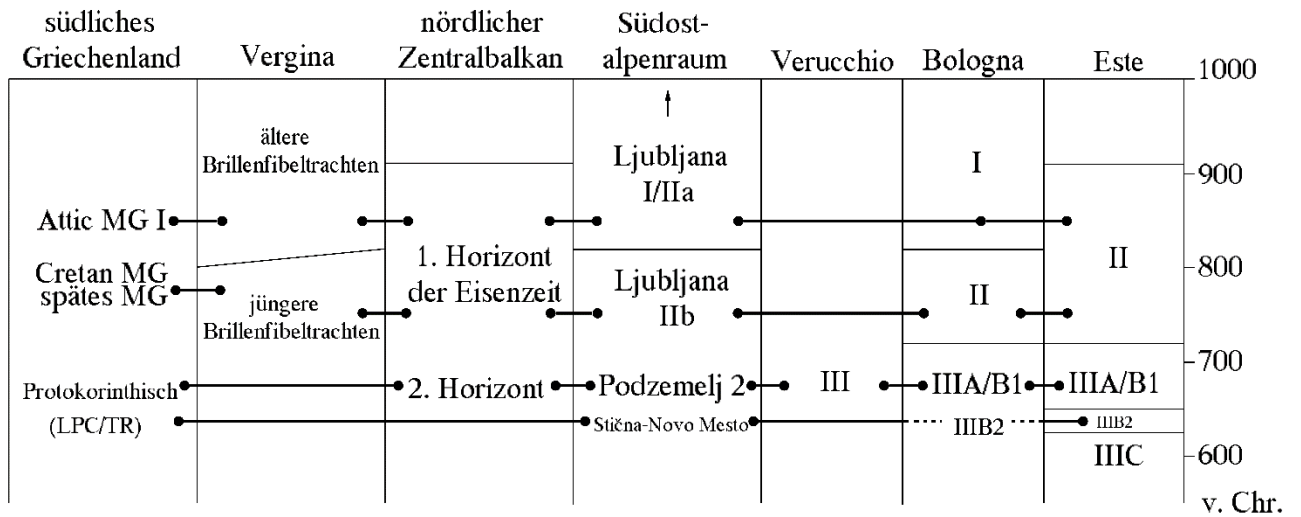 südliches
Griechenland
Vergina
nördlicher
Zentralbalkan
Südost-
alpenraum
Verucchio
Bologna
Este
1000
ältere
Brillenfibeltrachten
Ljubljana
I/IIa
I
900
Attic MG I
Cretan MG
spätes MG
1. Horizont
der Eisenzeit
II
800
jüngere
Brillenfibeltrachten
Ljubljana
IIb
II
700
Protokorinthisch
2. Horizont
Podzemelj 2
III
IIIA/B1
IIIA/B1
(LPC/TR)
Stična-Novo Mesto
IIIB2
IIIB2
IIIC
600
v. Chr.